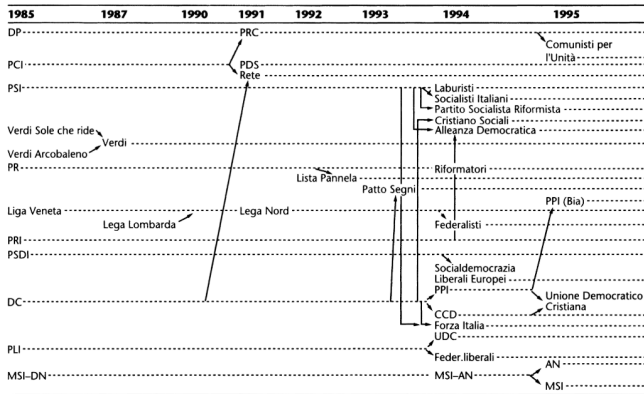 1985 1987 1990 1991 1992 1993 1994 1995
DP PRC
Comunisti per
l'Unità
PCI PDS
Rete
PSI Laburisti
Socialisti Italiani
Partito Socialista Riformista
Cristiano Sociali
Alleanza Democratica
Verdi Sole che ride
Verdi
Verdi Arcobaleno
PR Riformatori
Lista Pannela
Patto Segni
PPI (Bia)
Liga Veneta Lega Nord
Lega Lombarda Federalisti
PRI
PSDI
Socialdemocrazia
Liberali Europei
PPI
Unione Democratico
DC
Cristiana
CCD
Forza Italia
UDC
PLI
Feder.liberali
AN
MSI-DN MSI-AN
MSI